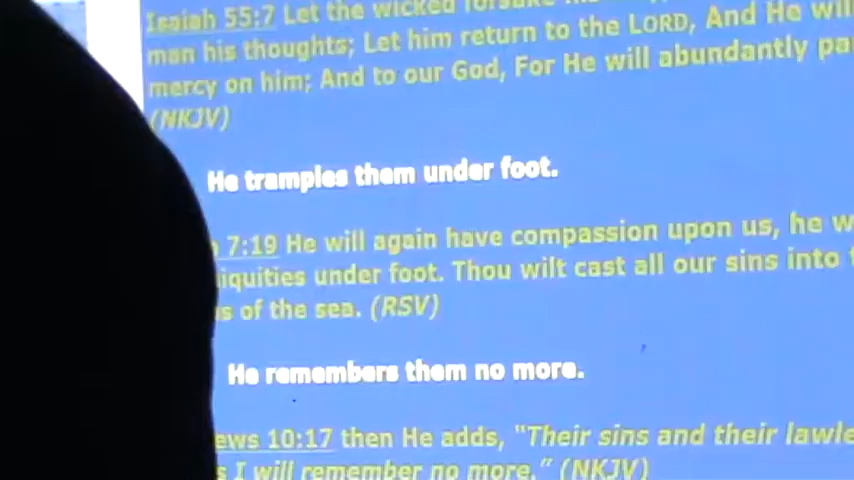 Isaiah 55:7 Let the wicked forsake
man his thoughts; Let him return to the LORD, And He will
mercy on him; And to our God, For He will abundantly
(NKJV)
He tramples them under foot.
7:19 He will again have compassion upon us, he
under foot. Thou wilt cast all our sins into
of the sea. (RSV)
He remembers them no more.
10:17 then He adds, "Their sins and their
I will remember no more." (NKJV)